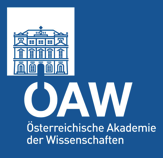 ÖAW
Österreichische Akademie
der Wissenschaften